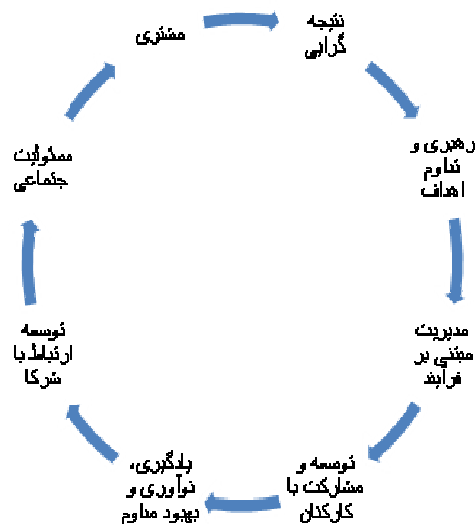 نتیجه
گرایی
رهبری و
تداوم
اهداف
مدیریت
مبتنی بر
فرآیند
توسعه و
مشارکت با
کارکنان
یادگیری،
نوآوری و
بهبود مداوم
توسعه
ارتباط با
شرکا
مسئولیت
جتماعی
مشتری